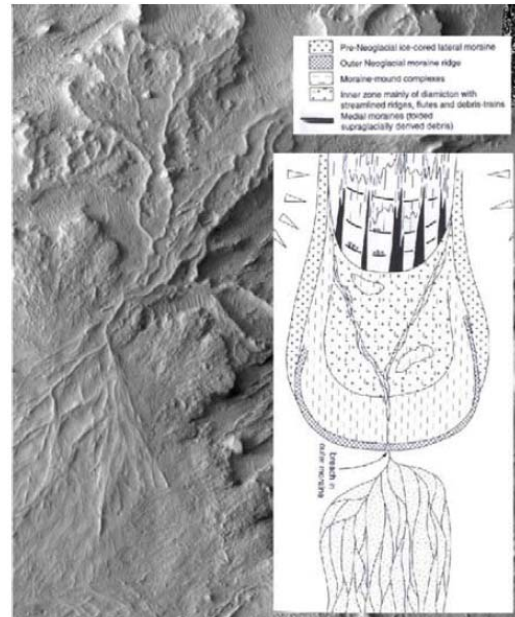 Pre-Neoglacial ice-cored lateral moraine
Outer Neoglacial moraine ridge
Moraine-mound complexes
Inner zone mainly of diamicton with
streamlined ridges, flutes and debris-trains
Medial moraines (folded
supraglacially derived debris)
breach in
outer moraine